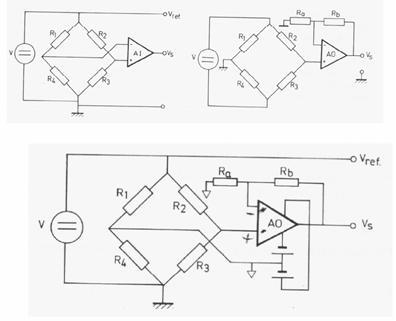 Vref
R1 R2
V
AI
Vs
R4 R3
Ra Rb
R1 R2
V
AO
Vs
R4 R3
Vref.
Ra Rb
R1 R2
V
AO
Vs
R4 R3